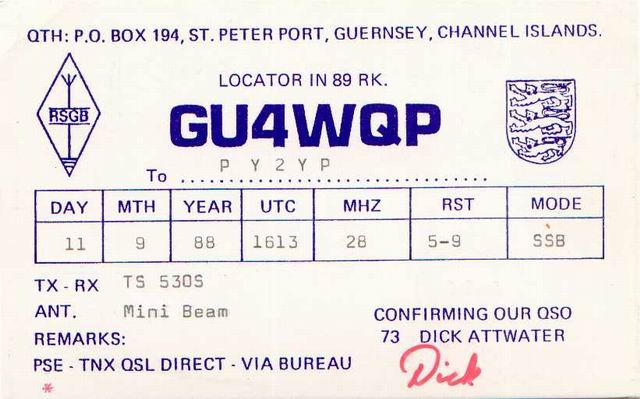 QTH: P.O. BOX 194, ST. PETER PORT, GUERNSEY, CHANNEL ISLANDS.
RSGB
LOCATOR IN 89 RK.
GU4WQP
To PY2YP
DAY MTH YEAR UTC MHZ RST MODE
11 9 88 1613 28 5-9 SSB
TX - RX TS 530S
ANT. Mini Beam
CONFIRMING OUR QSO
REMARKS: 73 DICK ATTWATER
PSE - TNX QSL DIRECT - VIA BUREAU Dick
*